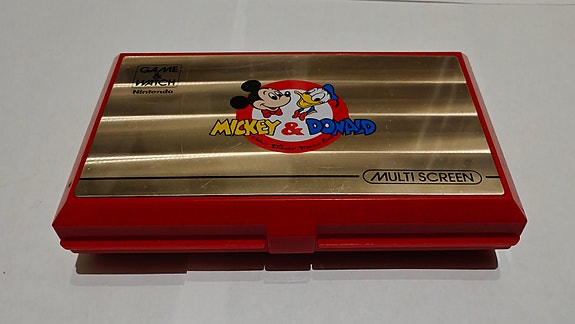 GAME
&
WATCH
Nintendo
MICKEY & DONALD
MULTI SCREEN